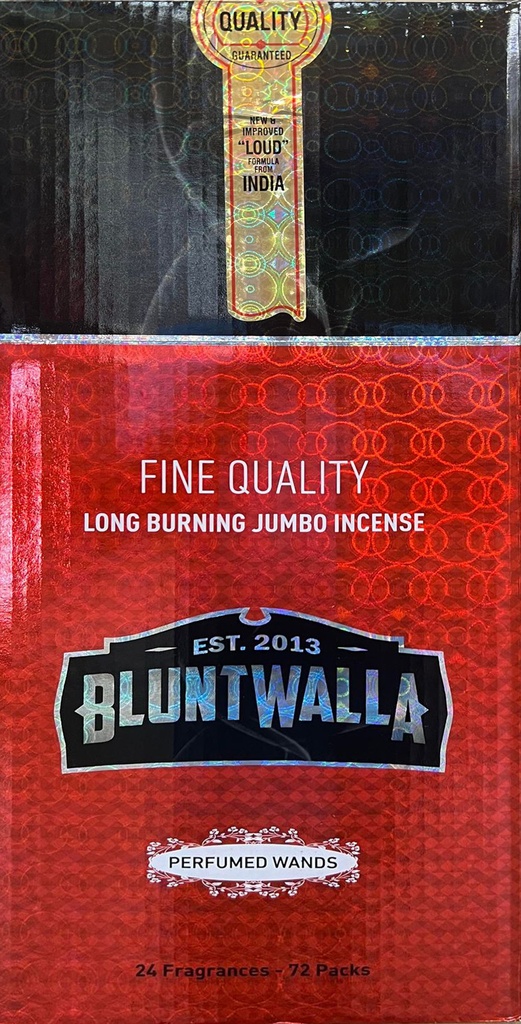 QUALITY
GUARANTEED
NEW &
IMPROVED
"LOUD"
FORMULA
FROM
INDIA
FINE QUALITY
LONG BURNING JUMBO INCENSE
EST. 2013
BLUNTWALLA
PERFUMED WANDS
24 Fragrances - 72 Packs